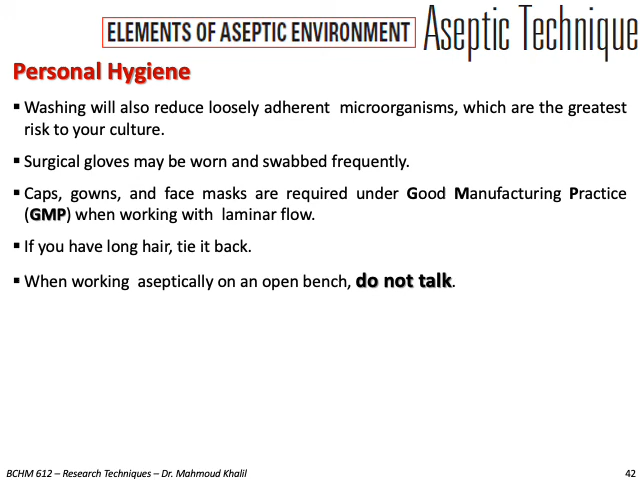 ELEMENTS OF ASEPTIC ENVIRONMENT
Aseptic Technique
Personal Hygiene
▪ Washing will also reduce loosely adherent microorganisms, which are the greatest
risk to your culture.
▪ Surgical gloves may be worn and swabbed frequently.
▪ Caps, gowns, and face masks are required under Good Manufacturing Practice
(GMP) when working with laminar flow.
▪ If you have long hair, tie it back.
▪ When working aseptically on an open bench, do not talk.
BCHM 612 – Research Techniques – Dr. Mahmoud Khalil
42